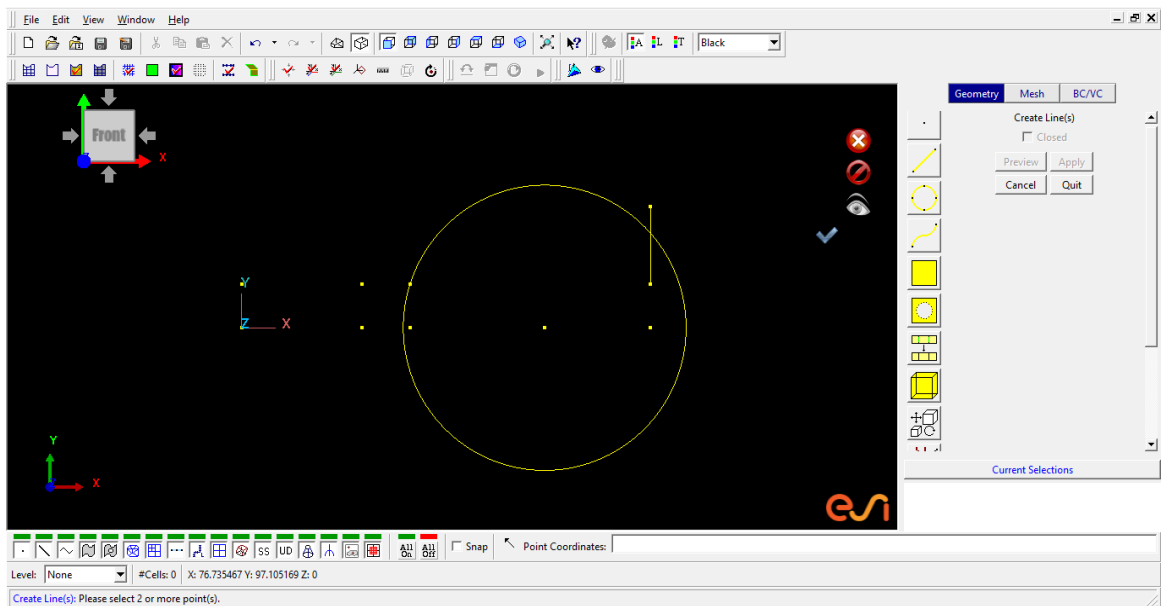 File Edit View Window Help
A L T Black
Geometry Mesh BC/VC
Create Line(s)
Closed
Preview Apply
Cancel Quit
Front
X
Y
Z X
Y
X
Current Selections
esi
SS UD All On All Off Snap Point Coordinates:
Level: None #Cells: 0 X: 76.735467 Y: 97.105169 Z: 0
Create Line(s): Please select 2 or more point(s).